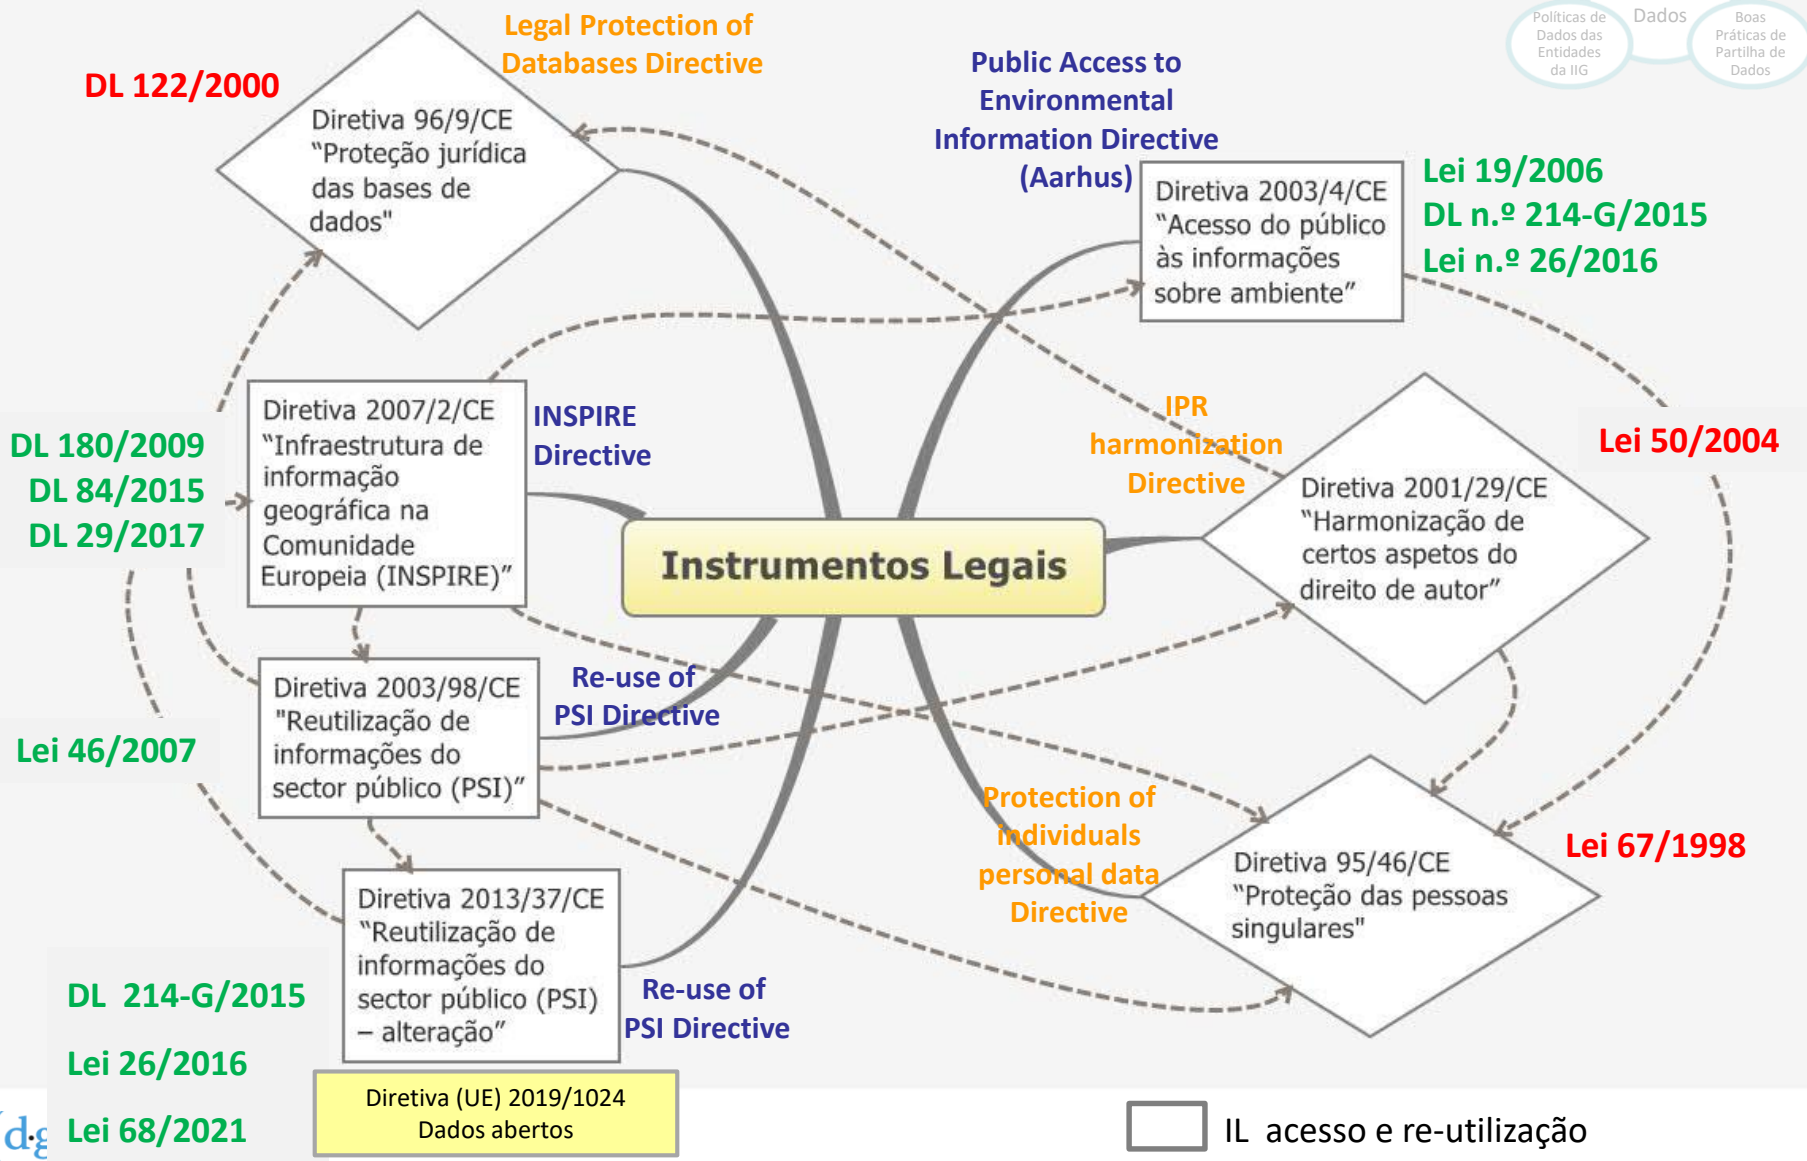 Legal Protection of
Databases Directive
DL 122/2000
Diretiva 96/9/CE
“Proteção jurídica
das bases de
dados"
Public Access to
Environmental
Information Directive
(Aarhus)
Políticas de
Dados das
Entidades
da IIG
Dados
Boas
Práticas de
Partilha de
Dados
Diretiva 2003/4/CE
“Acesso do público
às informações
sobre ambiente”
Lei 19/2006
DL n.º 214-G/2015
Lei n.º 26/2016
DL 180/2009
DL 84/2015
DL 29/2017
Diretiva 2007/2/CE
“Infraestrutura de
informação
geográfica na
Comunidade
Europeia (INSPIRE)”
INSPIRE
Directive
IPR
harmonization
Directive
Lei 50/2004
Diretiva 2001/29/CE
“Harmonização de
certos aspetos do
direito de autor”
Instrumentos Legais
Lei 46/2007
Diretiva 2003/98/CE
"Reutilização de
informações do
sector público (PSI)”
Re-use of
PSI Directive
Protection of
individuals
personal data
Directive
Diretiva 95/46/CE
“Proteção das pessoas
singulares"
Lei 67/1998
Diretiva 2013/37/CE
“Reutilização de
informações do
sector público (PSI)
– alteração”
Re-use of
PSI Directive
DL 214-G/2015
Lei 26/2016
Lei 68/2021
Diretiva (UE) 2019/1024
Dados abertos
d·g
IL acesso e re-utilização